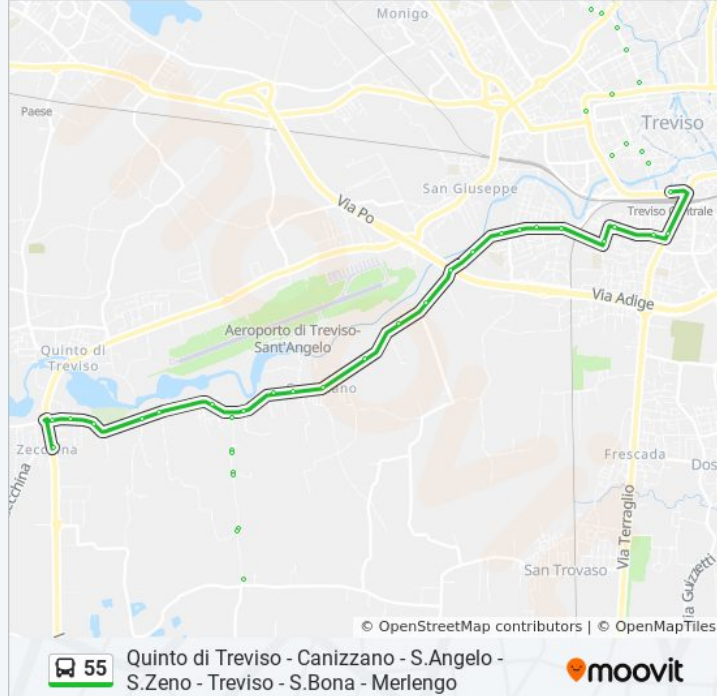 Monigo
Paese
Treviso
San Giuseppe
Via Po
Treviso Centrale
Via Adige
Aeroporto di Treviso-
Sant'Angelo
Quinto di
Treviso
Frescada
Dos
Via Terraglio
San Trovaso
ia Guizzetti
© OpenStreetMap contributors | © OpenMapTiles
55
Quinto di Treviso - Canizzano - S.Angelo -
S.Zeno - Treviso - S.Bona - Merlengo
moovit